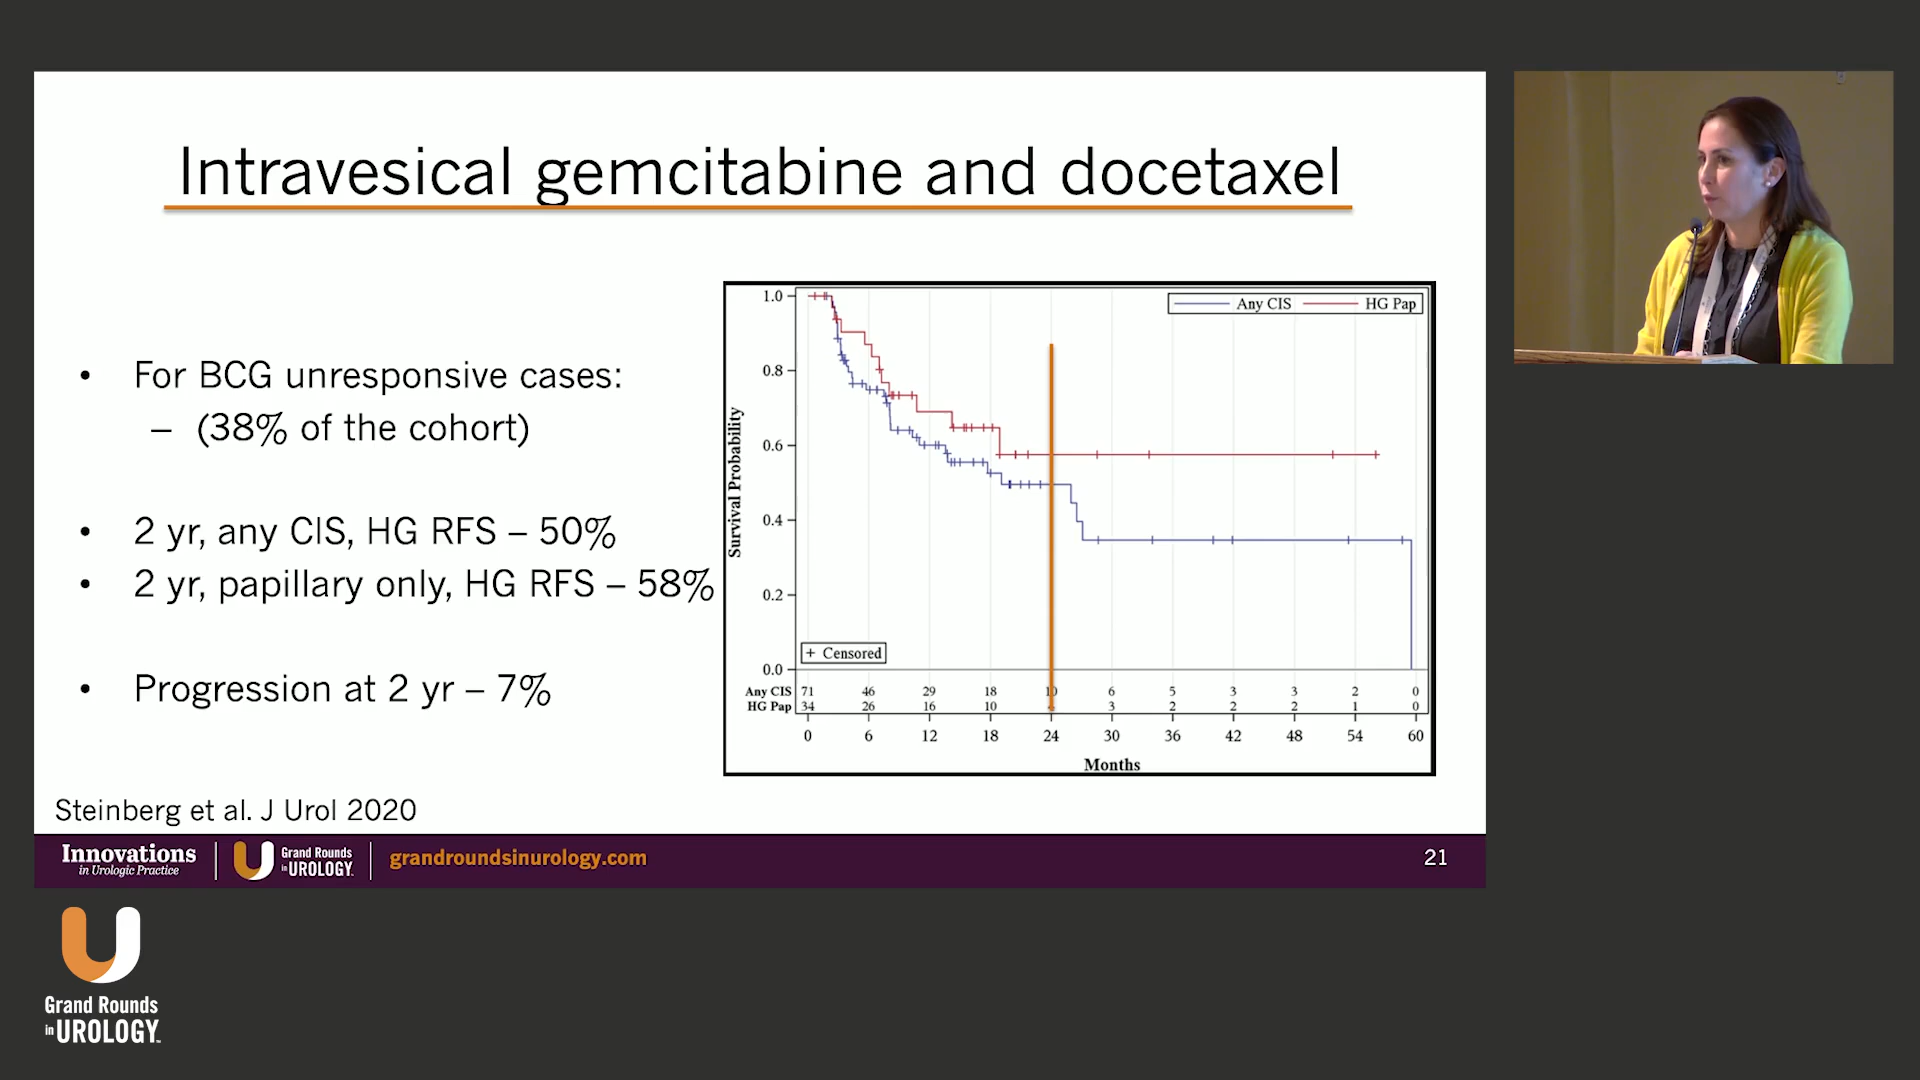 Intravesical gemcitabine and docetaxel
• For BCG unresponsive cases:
– (38% of the cohort)
• 2 yr, any CIS, HG RFS – 50%
• 2 yr, papillary only, HG RFS – 58%
• Progression at 2 yr – 7%
Any CIS HG Pap
Survival Probability
1.0
0.8
0.6
0.4
0.2
0.0
+ Censored
Any CIS 71 46 29 18 10 6 5 3 3 2 0
HG Pap 34 26 16 10 3 2 2 2 1 0
0 6 12 18 24 30 36 42 48 54 60
Months
Steinberg et al. J Urol 2020
Innovations
in Urologic Practice
Grand Rounds
in UROLOGY
grandroundsinurology.com
21
Grand Rounds
in UROLOGY™